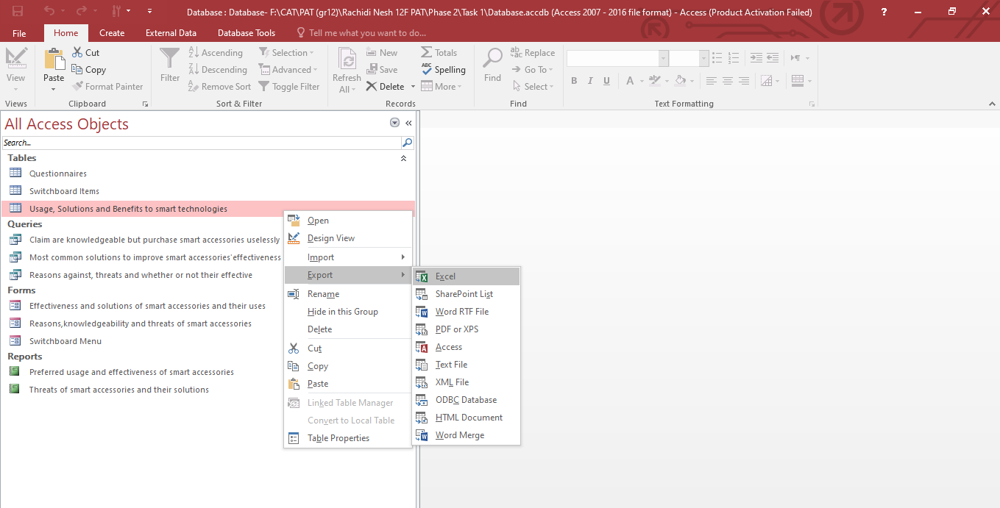 Database : Database- F:\CAT\PAT (gr12)\Rachidi Nesh 12F PAT\Phase 2\Task 1\Database.accdb (Access 2007 - 2016 file format) - Access (Product Activation Failed)
?
File Home Create External Data Database Tools Tell me what you want to do...
View
Views
Paste
Cut
Copy
Format Painter
Clipboard
Filter
Ascending
Descending
Remove Sort
Selection
Advanced
Toggle Filter
Sort & Filter
Refresh
All
New
Save
Delete
Totals
ABC
Spelling
More
Records
Find
Replace
Go To
Select
Find
B I U A
Text Formatting
All Access Objects
Search...
Tables
Questionnaires
Switchboard Items
Usage, Solutions and Benefits to smart technologies
Queries
Claim are knowledgeable but purchase smart accessories uselessly
Most common solutions to improve smart accessories'effectiveness
Reasons against, threats and whether or not their effective
Forms
Effectiveness and solutions of smart accessories and their uses
Reasons,knowledgeability and threats of smart accessories
Switchboard Menu
Reports
Preferred usage and effectiveness of smart accessories
Threats of smart accessories and their solutions
Open
Design View
Import
Export
Rename
Hide in this Group
Delete
Cut
Copy
Paste
Linked Table Manager
Convert to Local Table
Table Properties
Excel
SharePoint List
Word RTF File
PDF or XPS
Access
Text File
XML File
ODBC Database
HTML Document
Word Merge